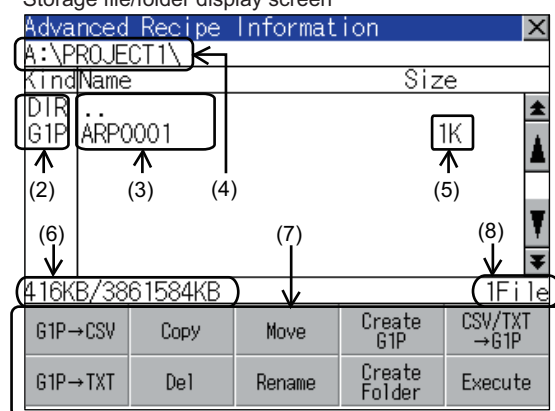 Storage file/folder display screen
Advanced Recipe Information
A:\PROJECT1\
Kind Name Size
DIR ..
G1P ARP0001 1K
(2) (3) (4) (5)
(6) (7) (8)
416KB/3861584KB 1File
G1P→CSV Copy Move Create G1P CSV/TXT →G1P
G1P→TXT Del Rename Create Folder Execute